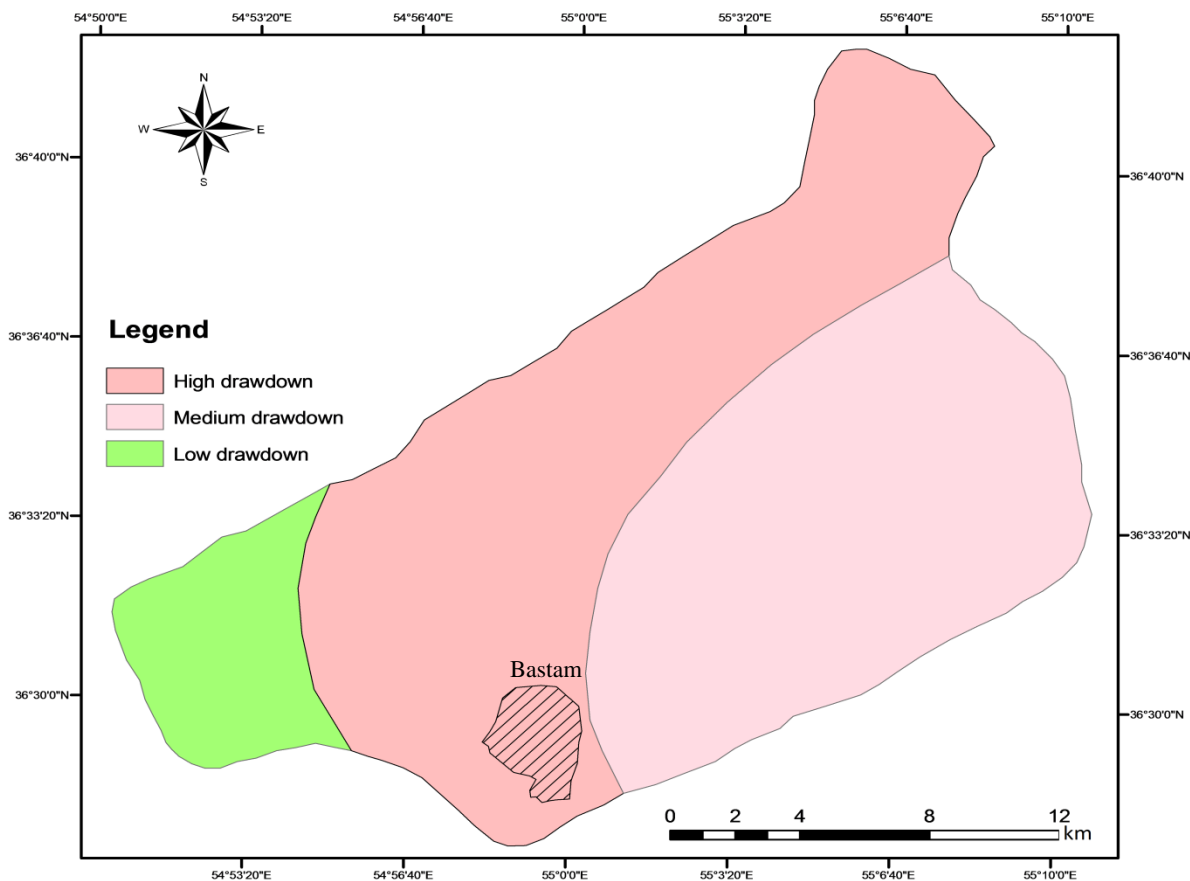 54°50'0"E 54°53'20"E 54°56'40"E 55°0'0"E 55°3'20"E 55°6'40"E 55°10'0"E
N
W E
S
36°40'0"N 36°40'0"N
Legend
36°36'40"N 36°36'40"N
High drawdown
Medium drawdown
Low drawdown
36°33'20"N 36°33'20"N
Bastam
36°30'0"N 36°30'0"N
0 2 4 8 12
km
54°53'20"E 54°56'40"E 55°0'0"E 55°3'20"E 55°6'40"E 55°10'0"E